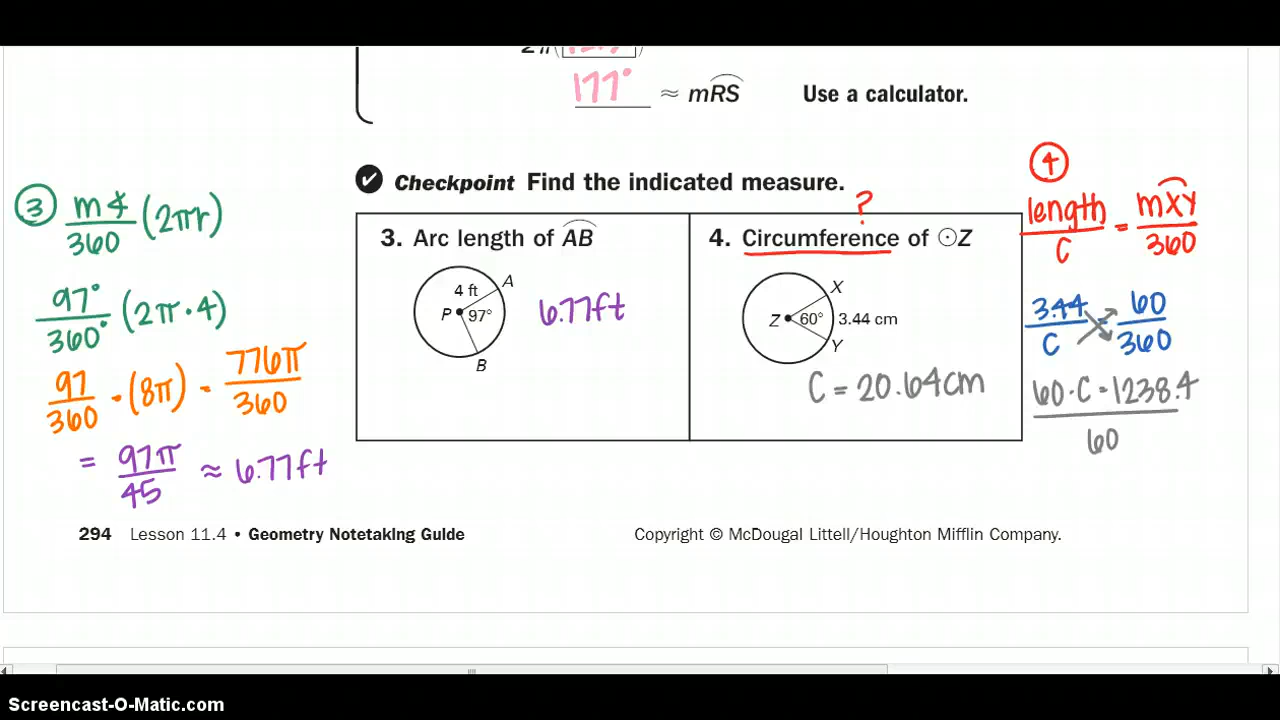 2π(
177° ≈ mRS Use a calculator.
✔ Checkpoint Find the indicated measure.
3. Arc length of AB
4 ft
A
P
97°
B
6.77ft
?
4. Circumference of ⊙Z
X
Z
60°
3.44 cm
Y
C = 20.64cm
③ m∡/360 (2πr)
97°/360° (2π · 4)
97/360 · (8π) = 776π/360
= 97π/45 ≈ 6.77ft
④
length/C = mXY/360
3.44/C = 60/360
60 · C = 1238.4
60
294 Lesson 11.4 • Geometry Notetaking Guide
Copyright © McDougal Littell/Houghton Mifflin Company.
Screencast-O-Matic.com